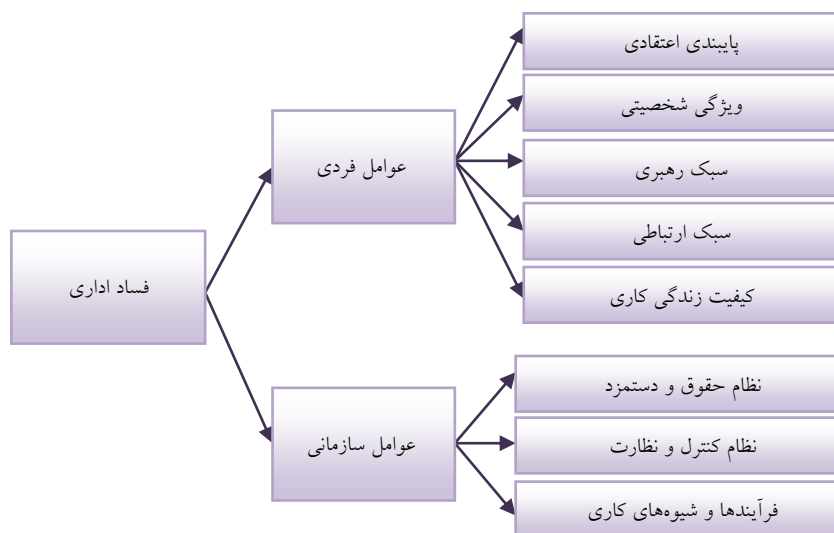 فساد اداری
عوامل فردی
پایبندی اعتقادی
ویژگی شخصیتی
سبک رهبری
سبک ارتباطی
کیفیت زندگی کاری
عوامل سازمانی
نظام حقوق و دستمزد
نظام کنترل و نظارت
فرآیندها و شیوه‌های کاری